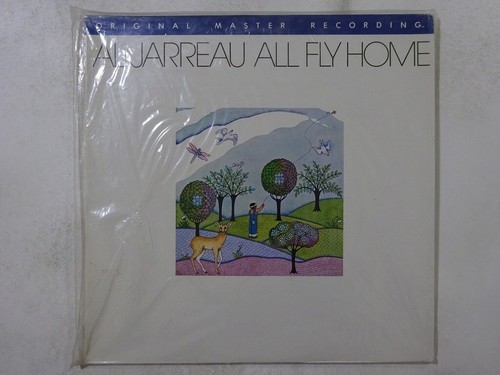 ORIGINAL MASTER RECORDING
AL JARREAU ALL FLY HOME